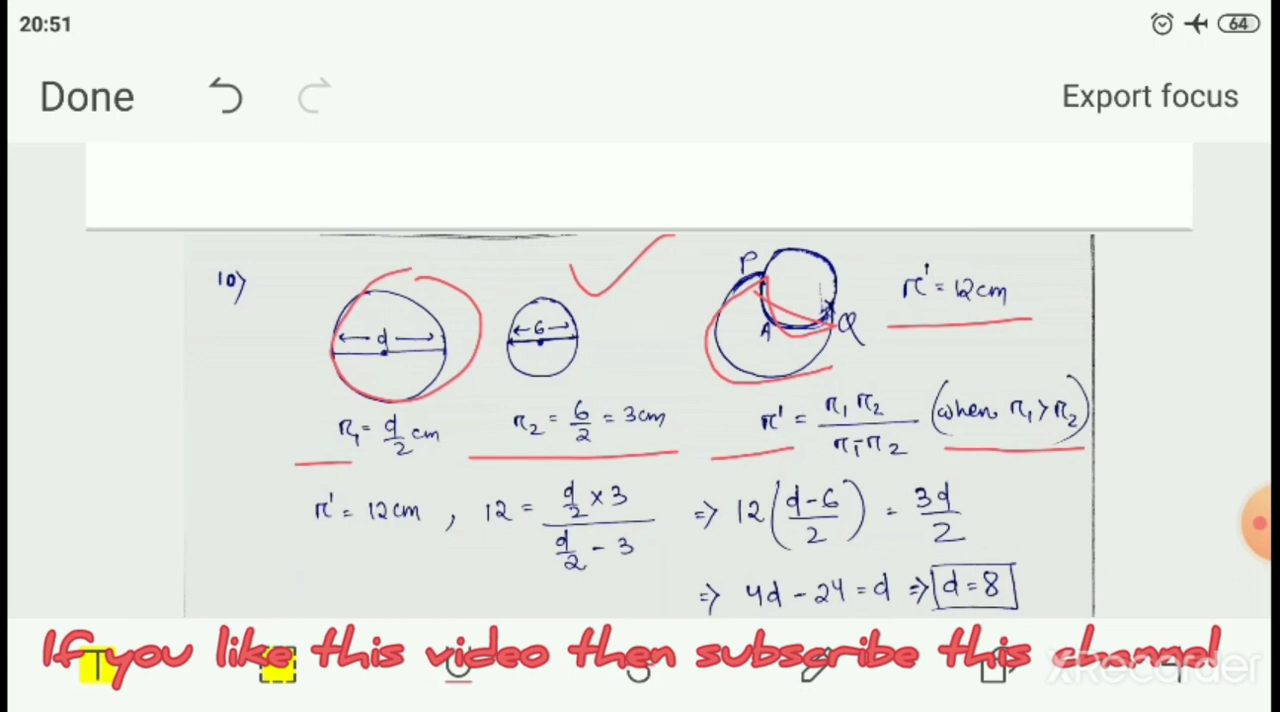 20:51
64
Done
Export focus
10)
d
6
P
A
Q
r' = 12cm
r₁ = d/2 cm
r₂ = 6/2 = 3cm
r' = r₁ r₂ / r₁ - r₂ (when r₁ > r₂)
r' = 12cm , 12 = d/2 × 3 / d/2 - 3 => 12 (d-6 / 2) = 3d/2
=> 4d - 24 = d => d = 8
If you like this video then subscribe this channel
T
XRecorder